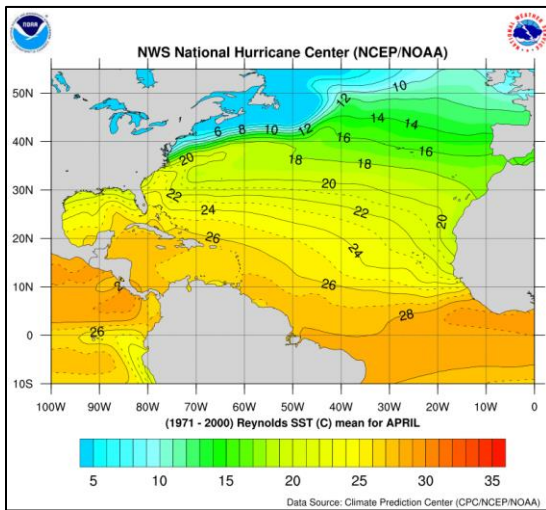 NOAA
NWS National Hurricane Center (NCEP/NOAA)
50N
40N
30N
20N
10N
0
10S
10
12
14
14
6
8
10
12
16
16
18
18
20
20
22
22
20
24
24
26
26
28
26
100W 90W 80W 70W 60W 50W 40W 30W 20W 10W 0
(1971 - 2000) Reynolds SST (C) mean for APRIL
5 10 15 20 25 30 35
Data Source: Climate Prediction Center (CPC/NCEP/NOAA)